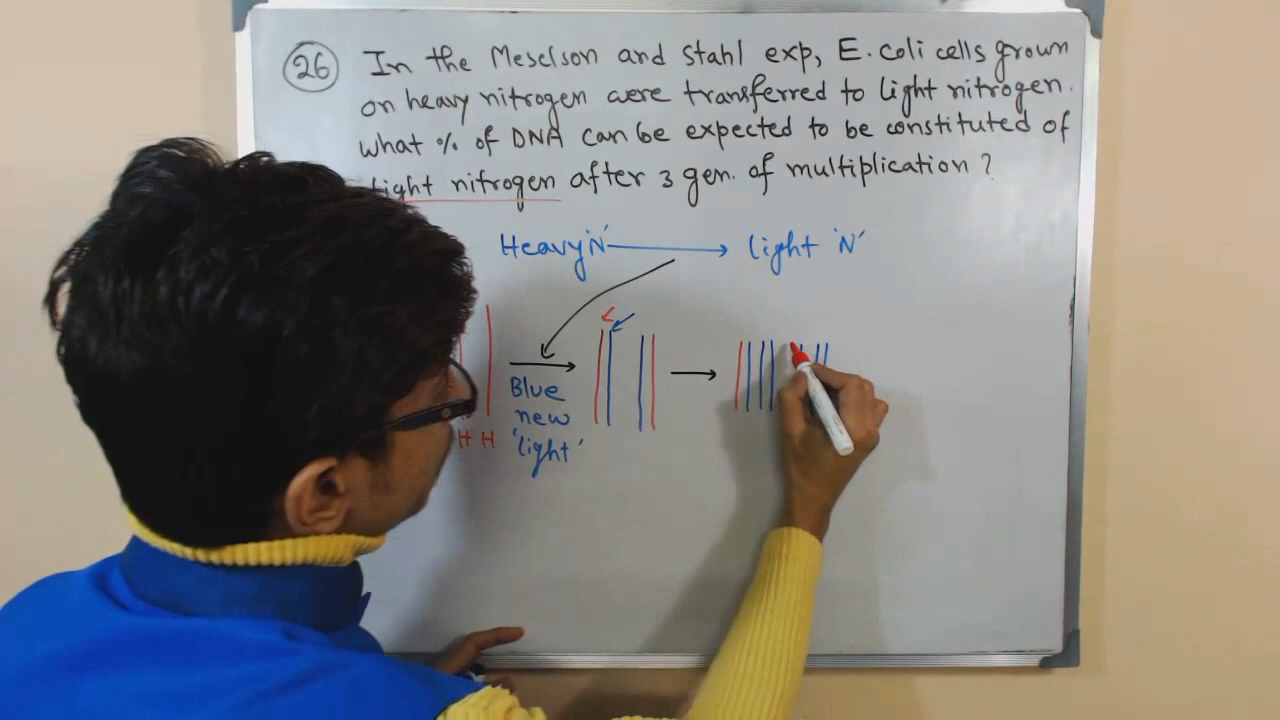 26 In the Meselson and Stahl exp, E. coli cells grown
on heavy nitrogen were transferred to light nitrogen.
what % of DNA can be expected to be constituted of
light nitrogen after 3 gen. of multiplication?
Heavy 'N' light 'N'
Blue
new
'light'
H H